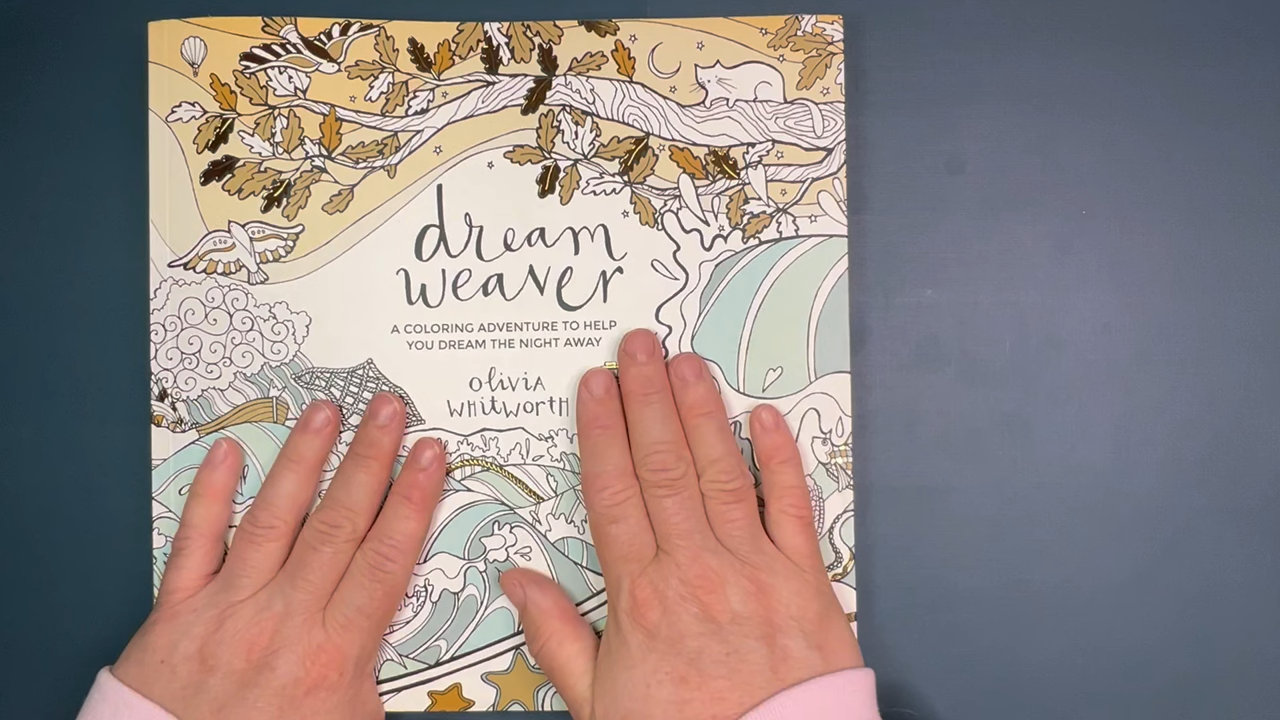 dream
weaver
A COLORING ADVENTURE TO HELP
YOU DREAM THE NIGHT AWAY
olivia
whitworth